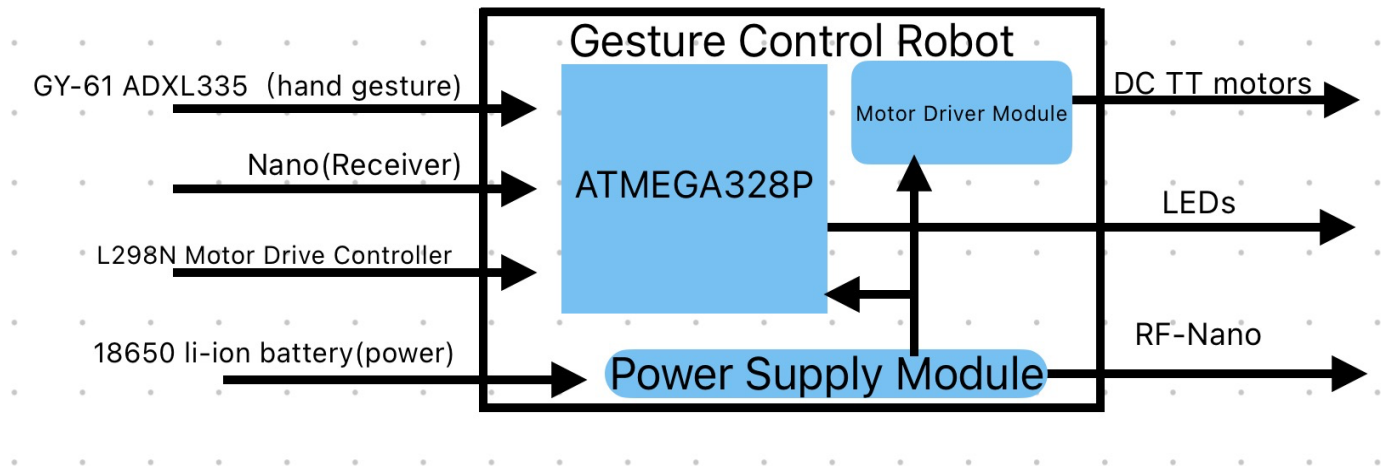 Gesture Control Robot
GY-61 ADXL335 (hand gesture)
Nano(Receiver)
L298N Motor Drive Controller
18650 li-ion battery(power)
ATMEGA328P
Motor Driver Module
Power Supply Module
DC TT motors
LEDs
RF-Nano